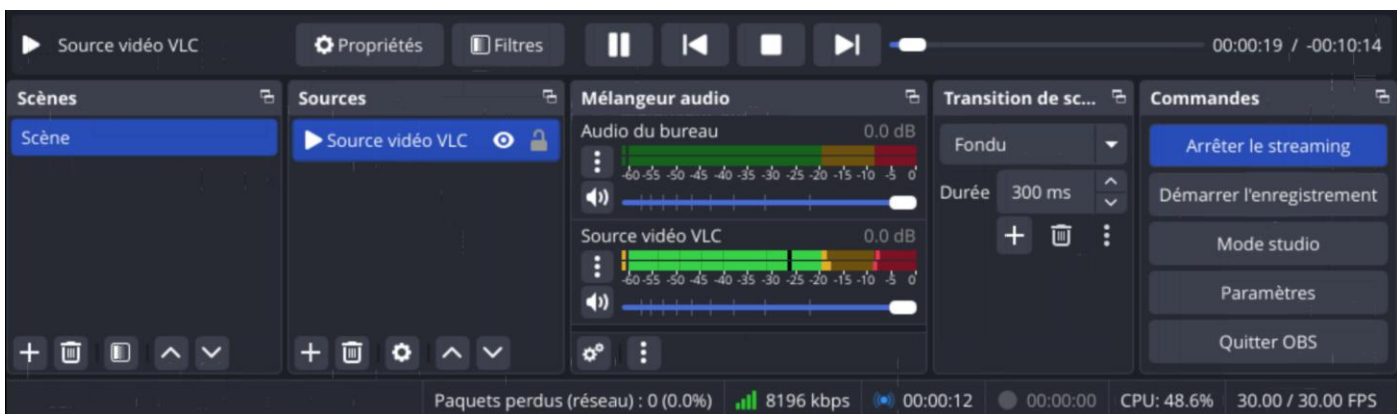 Source vidéo VLC
Propriétés
Filtres
00:00:19 / -00:10:14
Scènes
Sources
Mélangeur audio
Transition de sc...
Commandes
Scène
Source vidéo VLC
Audio du bureau 0.0 dB
-60 -55 -50 -45 -40 -35 -30 -25 -20 -15 -10 -5 0
Source vidéo VLC 0.0 dB
-60 -55 -50 -45 -40 -35 -30 -25 -20 -15 -10 -5 0
Fondu
Durée 300 ms
Arrêter le streaming
Démarrer l'enregistrement
Mode studio
Paramètres
Quitter OBS
Paquets perdus (réseau) : 0 (0.0%) 8196 kbps 00:00:12 00:00:00 CPU: 48.6% 30.00 / 30.00 FPS